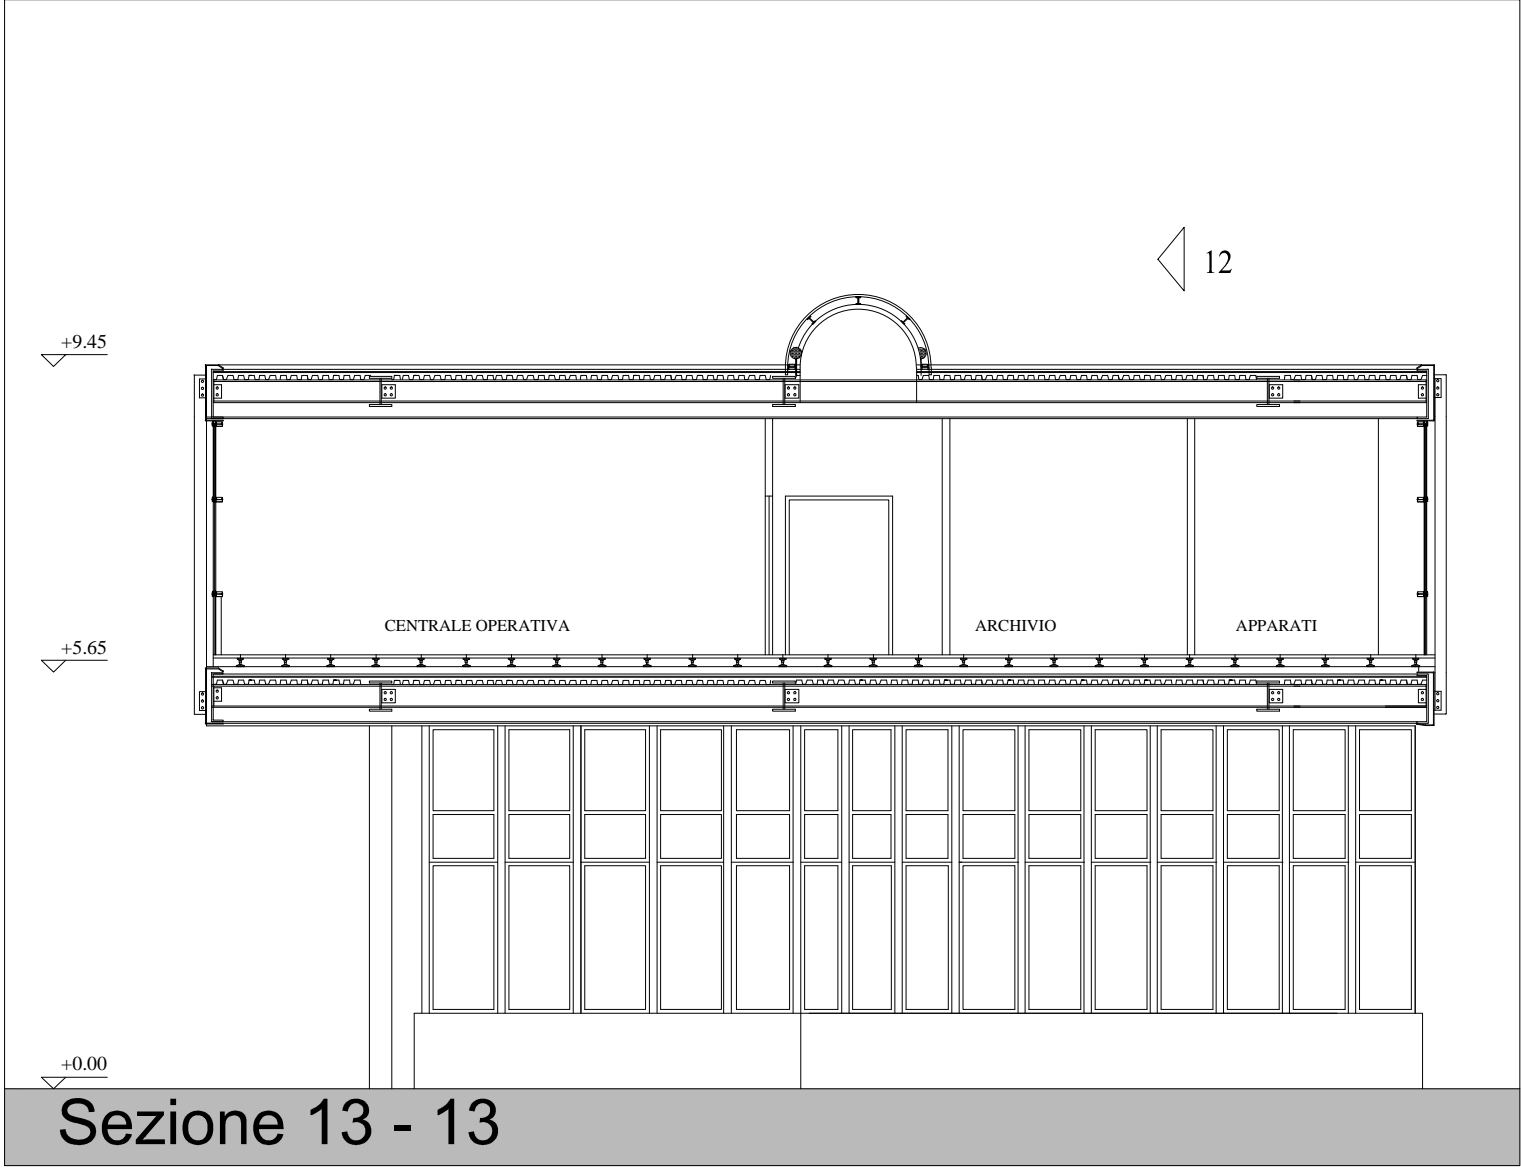 12
+9.45
CENTRALE OPERATIVA
ARCHIVIO
APPARATI
+5.65
+0.00
Sezione 13 - 13